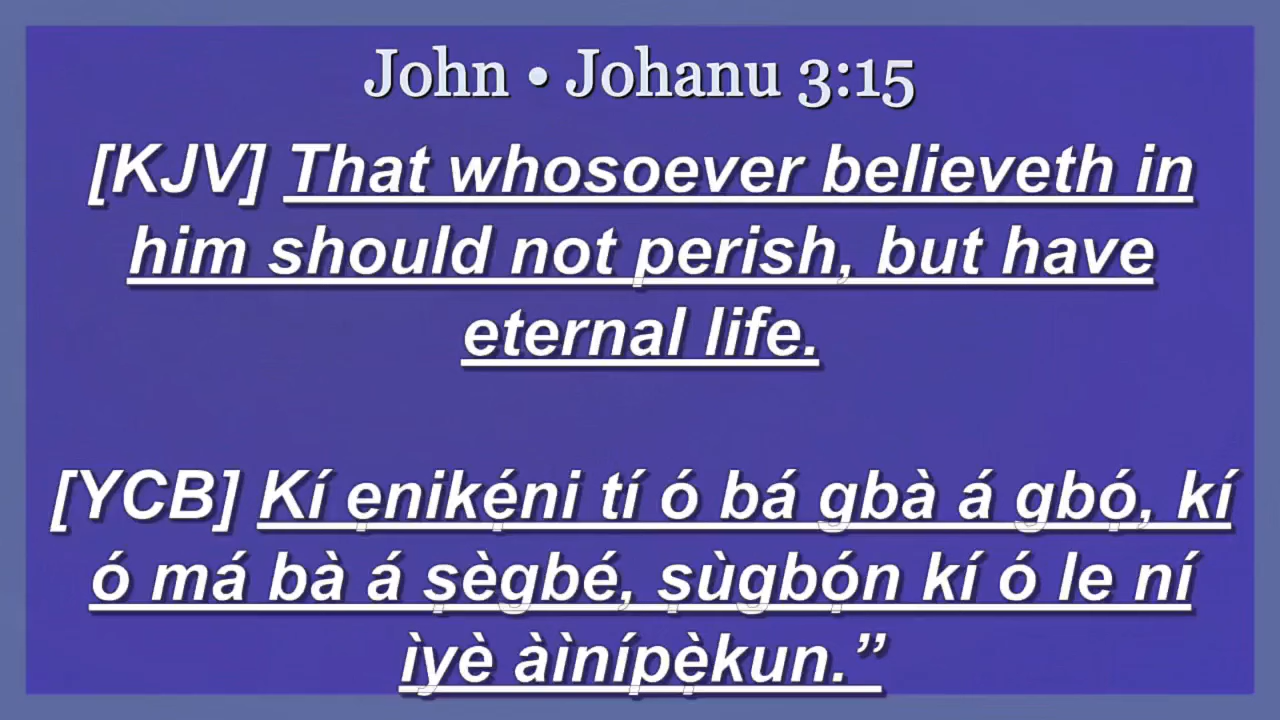 John • Johanu 3:15
[KJV] That whosoever believeth in
him should not perish, but have
eternal life.
[YCB] Kí ẹnikẹ́ni tí ó bá gbà á gbọ́, kí
ó má bà á ṣègbé, ṣùgbọ́n kí ó le ní
ìyè àìnípẹ̀kun.”